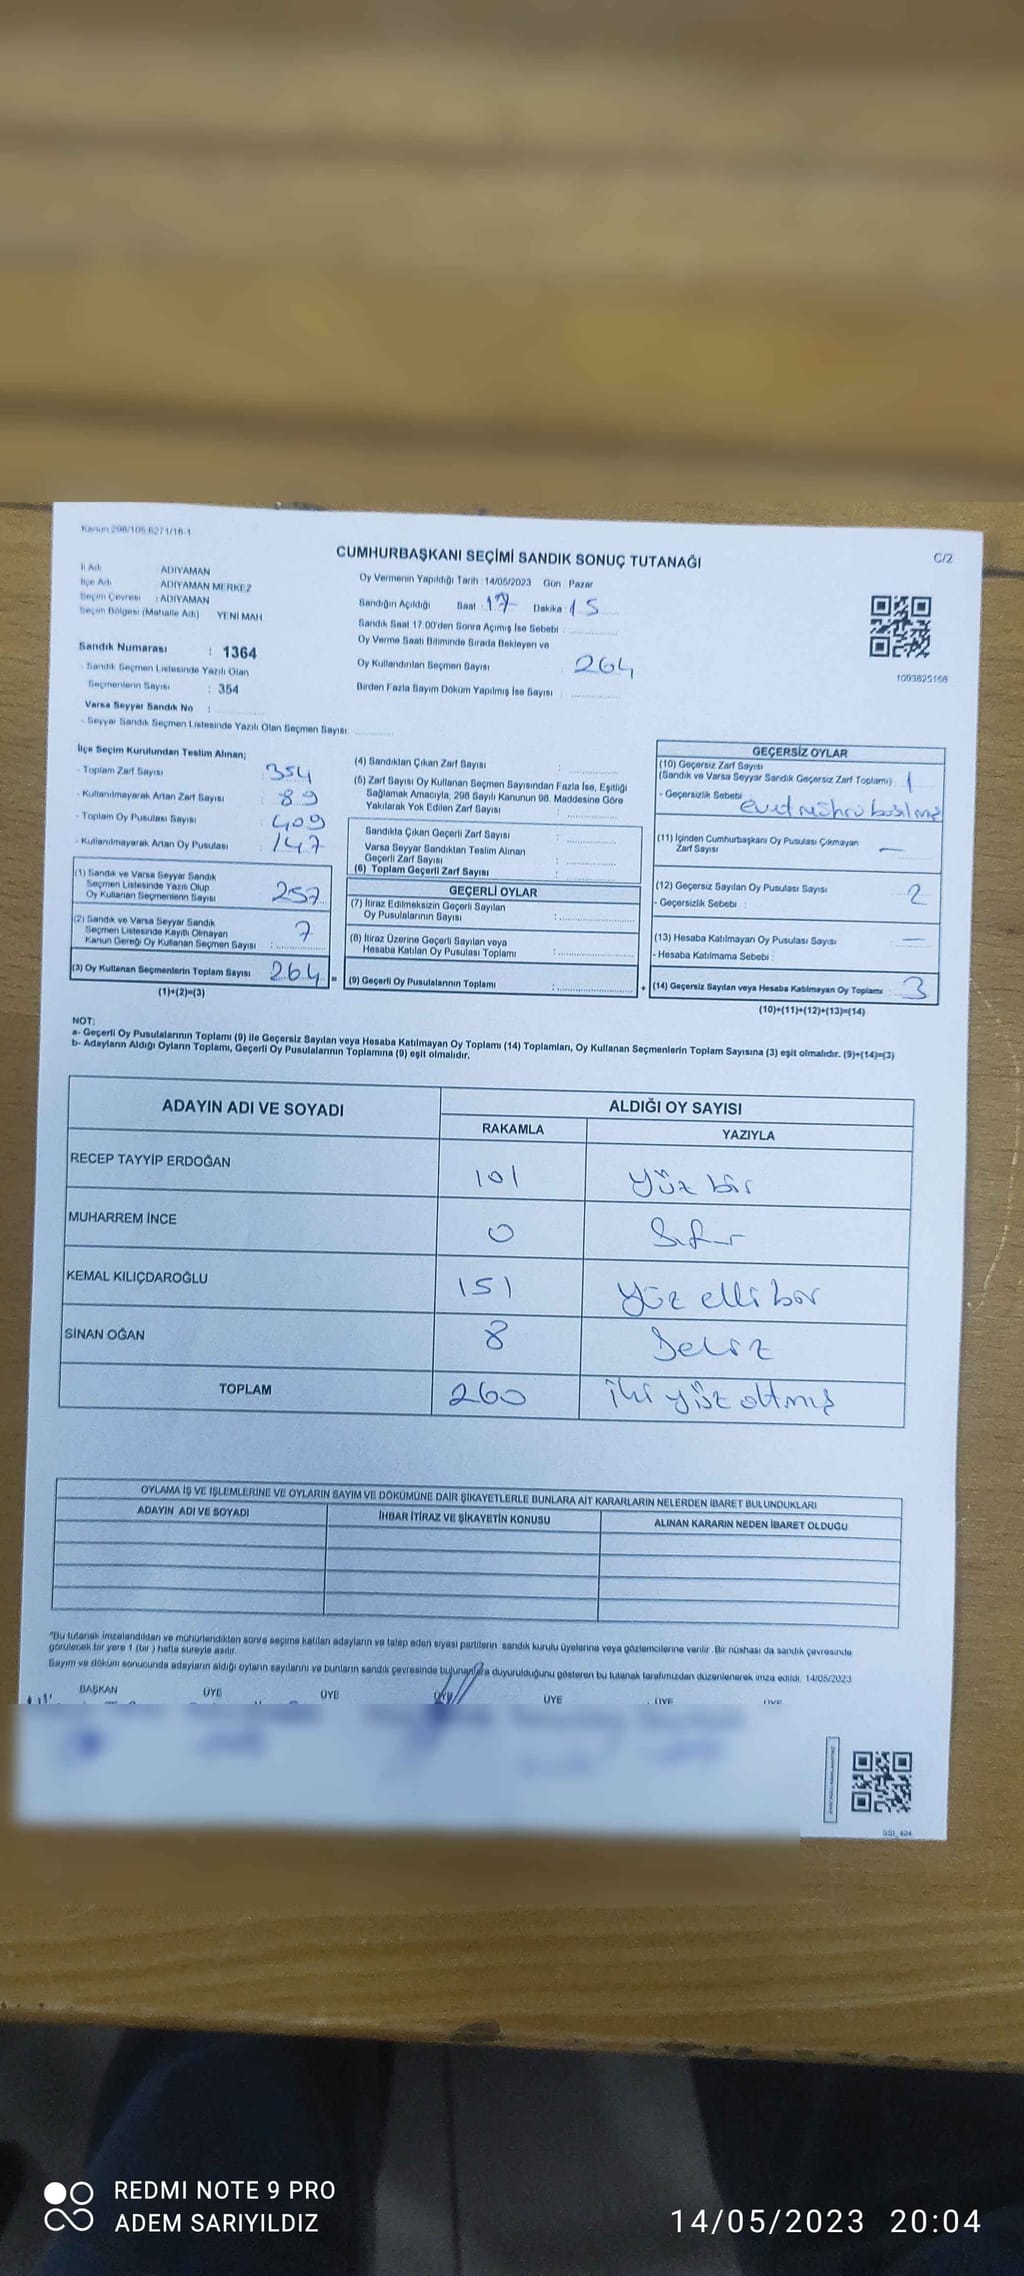 Kanun 298/105 6271/16-1
C/2
CUMHURBAŞKANI SEÇİMİ SANDIK SONUÇ TUTANAĞI
İl Adı : ADIYAMAN
İlçe Adı : ADIYAMAN MERKEZ
Seçim Çevresi : ADIYAMAN
Seçim Bölgesi (Mahalle Adı) YENİ MAH
Sandık Numarası : 1364
- Sandık Seçmen Listesinde Yazılı Olan
Seçmenlerin Sayısı : 354
Varsa Seyyar Sandık No :
- Seyyar Sandık Seçmen Listesinde Yazılı Olan Seçmen Sayısı
Oy Vermenin Yapıldığı Tarih : 14/05/2023 Gün Pazar
Sandığın Açıldığı Saat : 17 Dakika : 15
Sandık Saat 17.00'den Sonra Açımış İse Sebebi :
Oy Verme Saati Bitiminde Sırada Bekleyen ve
Oy Kullandırılan Seçmen Sayısı 264
Birden Fazla Sayım Döküm Yapılmış İse Sayısı
1093825168
İlçe Seçim Kurulundan Teslim Alınan;
- Toplam Zarf Sayısı 354
- Kullanılmayarak Artan Zarf Sayısı 89
- Toplam Oy Pusulası Sayısı 409
- Kullanılmayarak Artan Oy Pusulası 147
(1) Sandık ve Varsa Seyyar Sandık
Seçmen Listesinde Yazılı Olup
Oy Kullanan Seçmenlerin Sayısı 257
(2) Sandık ve Varsa Seyyar Sandık
Seçmen Listesinde Kayıtlı Olmayan
Kanun Gereği Oy Kullanan Seçmen Sayısı : 7
(3) Oy Kullanan Seçmenlerin Toplam Sayısı 264 =
(1)+(2)=(3)
(4) Sandıktan Çıkan Zarf Sayısı :
(5) Zarf Sayısı Oy Kullanan Seçmen Sayısından Fazla İse, Eşitliği
Sağlamak Amacıyla, 298 Sayılı Kanunun 98. Maddesine Göre
Yakılarak Yok Edilen Zarf Sayısı :
Sandıkta Çıkan Geçerli Zarf Sayısı :
Varsa Seyyar Sandıktan Teslim Alınan
Geçerli Zarf Sayısı :
(6) Toplam Geçerli Zarf Sayısı :
GEÇERLİ OYLAR
(7) İtiraz Edilmeksizin Geçerli Sayılan
Oy Pusulalarının Sayısı :
(8) İtiraz Üzerine Geçerli Sayılan veya
Hesaba Katılan Oy Pusulası Toplamı :
(9) Geçerli Oy Pusulalarının Toplamı : +
GEÇERSİZ OYLAR
(10) Geçersiz Zarf Sayısı
(Sandık ve Varsa Seyyar Sandık Geçersiz Zarf Toplamı) 1
- Geçersizlik Sebebi
(11) İçinden Cumhurbaşkanı Oy Pusulası Çıkmayan
Zarf Sayısı —
(12) Geçersiz Sayılan Oy Pusulası Sayısı 2
- Geçersizlik Sebebi :
(13) Hesaba Katılmayan Oy Pusulası Sayısı —
- Hesaba Katılmama Sebebi :
(14) Geçersiz Sayılan veya Hesaba Katılmayan Oy Toplamı : 3
(10)+(11)+(12)+(13)=(14)
NOT:
a- Geçerli Oy Pusulalarının Toplamı (9) ile Geçersiz Sayılan veya Hesaba Katılmayan Oy Toplamı (14) Toplamları, Oy Kullanan Seçmenlerin Toplam Sayısına (3) eşit olmalıdır. (9)+(14)=(3)
b- Adayların Aldığı Oyların Toplamı, Geçerli Oy Pusulalarının Toplamına (9) eşit olmalıdır.
ADAYIN ADI VE SOYADI ALDIĞI OY SAYISI
RAKAMLA YAZIYLA
RECEP TAYYİP ERDOĞAN 101 yüz bir
MUHARREM İNCE 0 Sıfır
KEMAL KILIÇDAROĞLU 151 yüz elli bir
SİNAN OĞAN 8 Sekiz
TOPLAM 260 iki yüz altmış
OYLAMA İŞ VE İŞLEMLERİNE VE OYLARIN SAYIM VE DÖKÜMÜNE DAİR ŞİKAYETLERLE BUNLARA AİT KARARLARIN NELERDEN İBARET BULUNDUKLARI
ADAYIN ADI VE SOYADI İHBAR İTİRAZ VE ŞİKAYETİN KONUSU ALINAN KARARIN NEDEN İBARET OLDUĞU
*Bu tutanak imzalandıktan ve mühürlendikten sonra seçime katılan adayların ve talep eden siyasi partilerin sandık kurulu üyelerine veya gözlemcilerine verilir. Bir nüshası da sandık çevresinde
görülecek bir yere 1 (bir) hafta süreyle asılır.
Sayım ve döküm sonucunda adayların aldığı oyların sayılarını ve bunların sandık çevresinde bulunanlara duyurulduğunu gösteren bu tutanak tarafımızdan düzenlenerek imza edildi. 14/05/2023
BAŞKAN ÜYE ÜYE ÜYE ÜYE ÜYE ÜYE
REDMI NOTE 9 PRO
ADEM SARIYILDIZ
14/05/2023 20:04